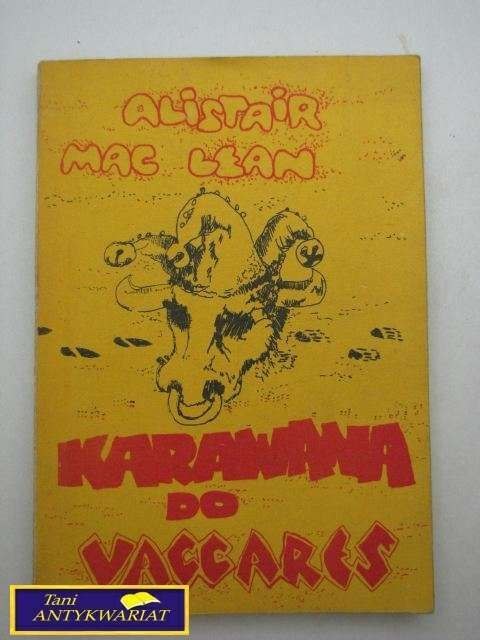 ALiSTAiR
MAC LEAN
KARAWANA
DO
VACCARES
Tani
ANTYKWARIAT